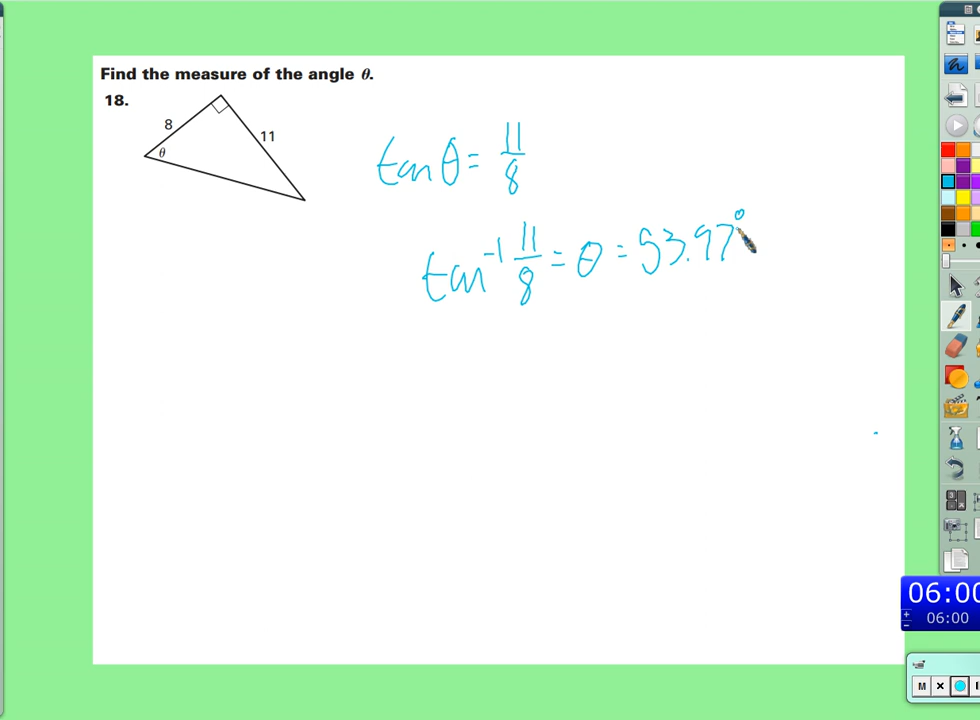 Find the measure of the angle θ.
18.
8
11
θ
tan θ = 11/8
tan⁻¹ 11/8 = θ = 53.97°
06:00
06:00
M x